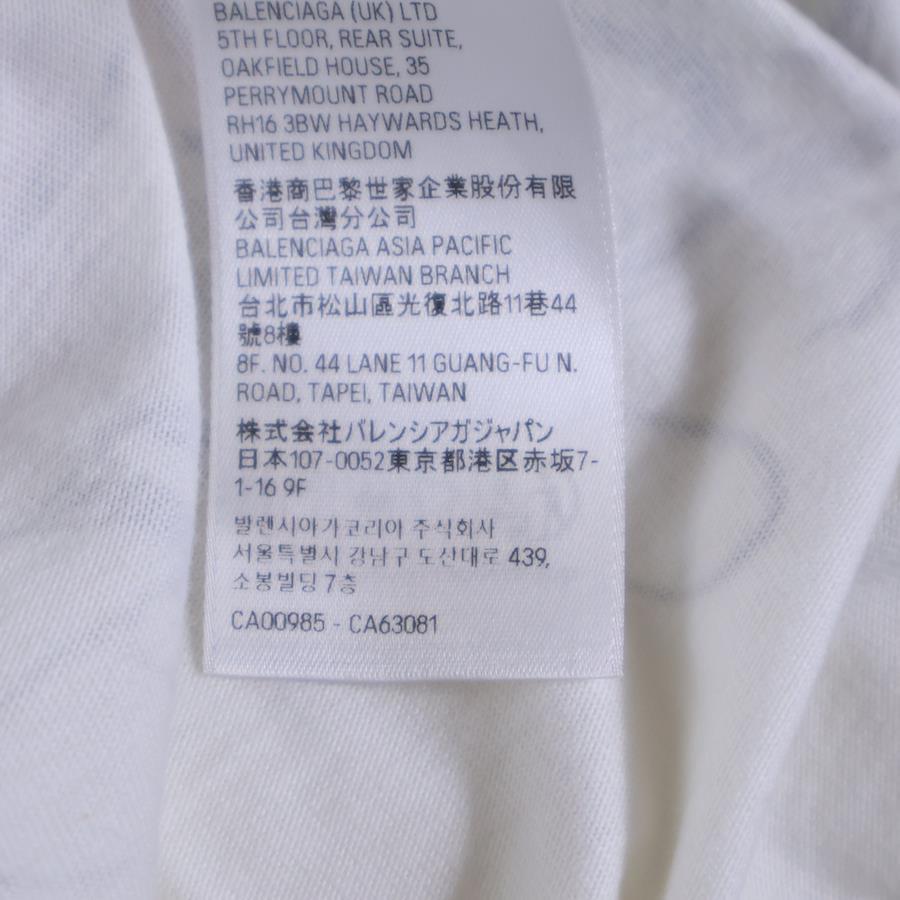 BALENCIAGA (UK) LTD
5TH FLOOR, REAR SUITE,
OAKFIELD HOUSE, 35
PERRYMOUNT ROAD
RH16 3BW HAYWARDS HEATH,
UNITED KINGDOM
香港商巴黎世家企業股份有限
公司台灣分公司
BALENCIAGA ASIA PACIFIC
LIMITED TAIWAN BRANCH
台北市松山區光復北路11巷44
號8樓
8F. NO. 44 LANE 11 GUANG-FU N.
ROAD, TAPEI, TAIWAN
株式会社バレンシアガジャパン
日本107-0052東京都港区赤坂7-
1-16 9F
발렌시아가코리아 주식회사
서울특별시 강남구 도산대로 439,
소봉빌딩 7층
CA00985 - CA63081